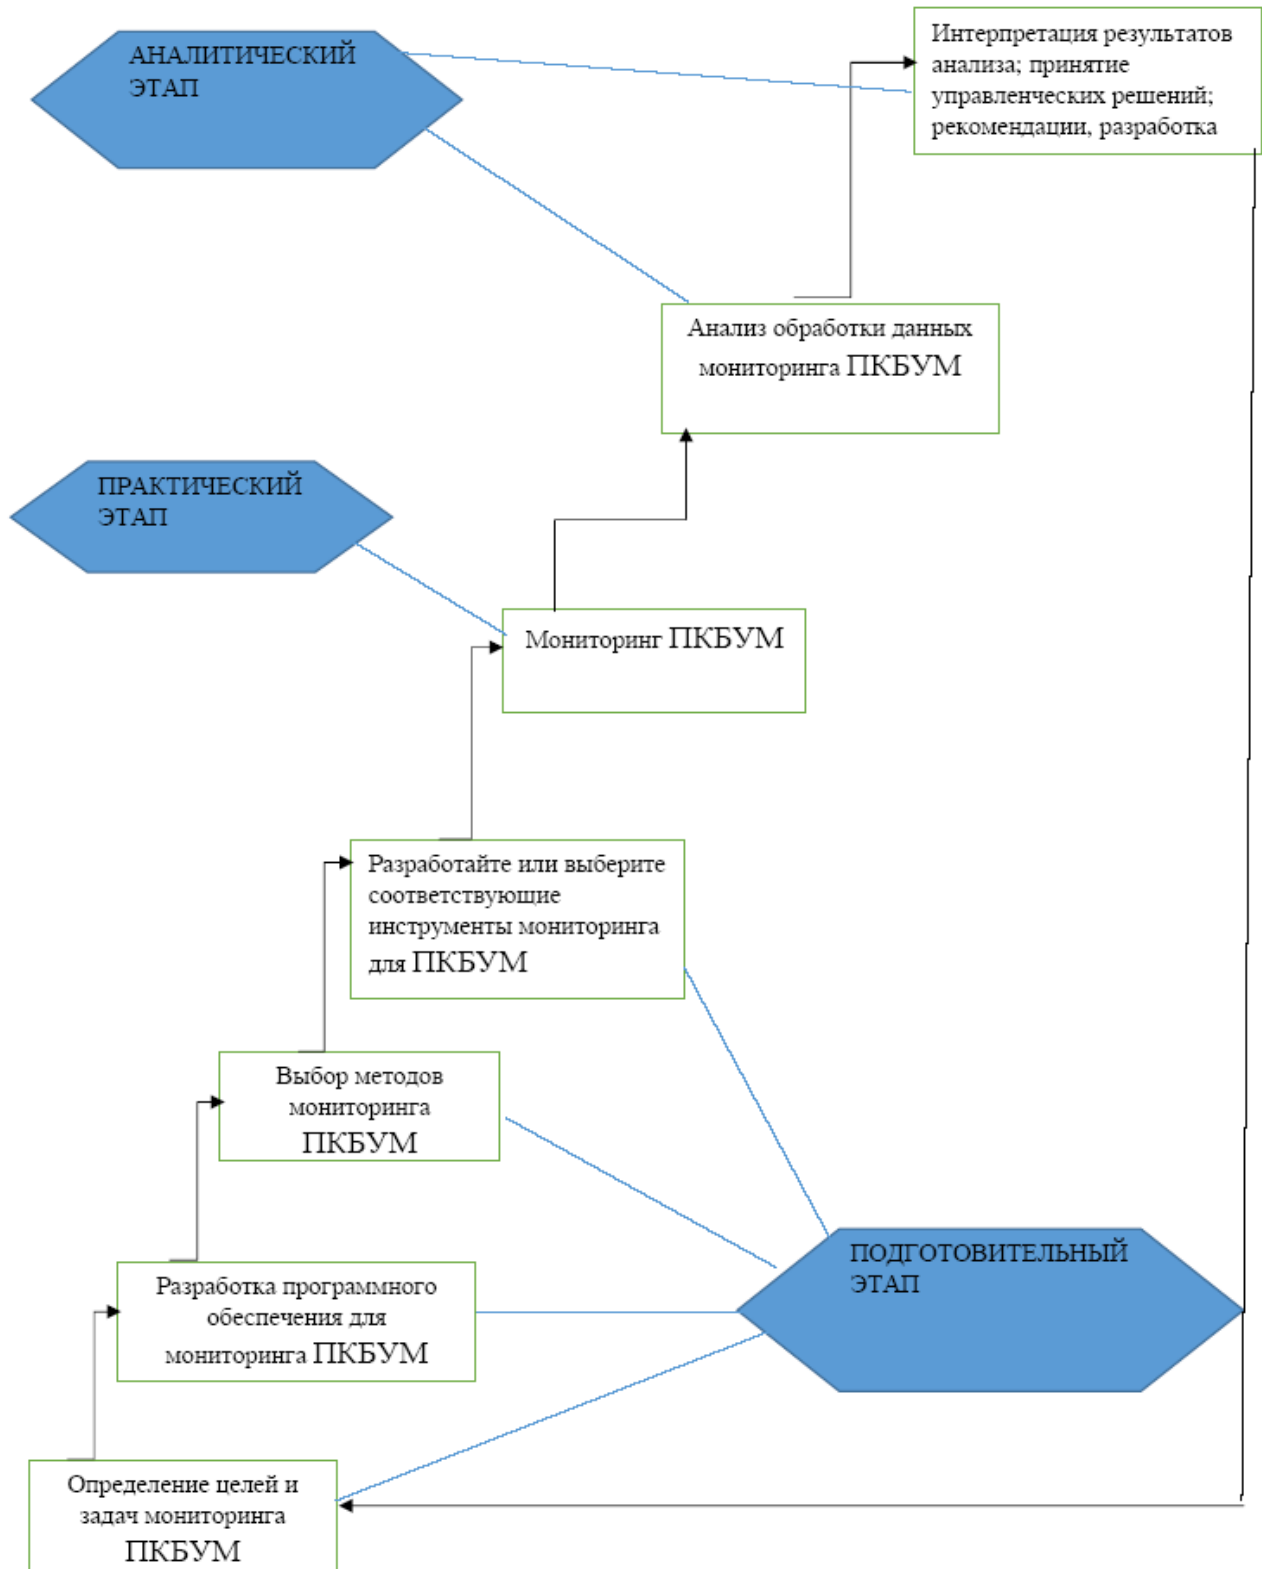 АНАЛИТИЧЕСКИЙ
ЭТАП
Интерпретация результатов
анализа; принятие
управленческих решений;
рекомендации, разработка
Анализ обработки данных
мониторинга ПКБУМ
ПРАКТИЧЕСКИЙ
ЭТАП
Мониторинг ПКБУМ
Разработайте или выберите
соответствующие
инструменты мониторинга
для ПКБУМ
Выбор методов
мониторинга
ПКБУМ
ПОДГОТОВИТЕЛЬНЫЙ
ЭТАП
Разработка программного
обеспечения для
мониторинга ПКБУМ
Определение целей и
задач мониторинга
ПКБУМ